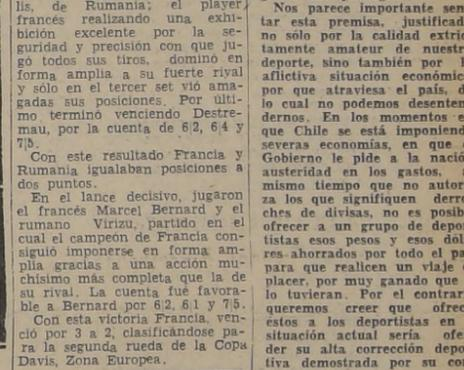 lis, de Rumania; el player
francés realizando una exhi-
bición excelente por la se-
guridad y precisión con que ju-
gó todos sus tiros, dominó en
forma amplia a su fuerte rival
y sólo en el tercer set vió ama-
gadas sus posiciones. Por últi-
mo terminó venciendo Destre-
mau, por la cuenta de 6|2, 6|4 y
7|5.
Con este resultado Francia y
Rumania igualaban posiciones a
dos puntos.
En el lance decisivo, jugaron
el francés Marcel Bernard y el
rumano Virizu, partido en el
cual el campeón de Francia con-
siguió imponerse en forma am-
plia gracias a una acción mu-
chísimo más completa que la de
su rival. La cuenta fué favora-
ble a Bernard por 6|2, 6|1 y 7|5.
Con esta victoria Francia, ven-
ció por 3 a 2, clasificándose pa-
ra la segunda rueda de la Copa
Davis, Zona Europea.
Nos parece importante sen
tar esta premisa, justificad
no sólo por la calidad extric
tamente amateur de nuestr
deporte, sino también por l
aflictiva situación económic
por que atraviesa el país, d
lo cual no podemos desenten
dernos. En los momentos e
que Chile se está imponiend
severas economías, en que
Gobierno le pide a la nació
austeridad en los gastos,
mismo tiempo que no autor
za los que signifiquen derro
ches de divisas, no es posib
ofrecer a un grupo de depo
tistas esos pesos y esos dól
res ahorrados por todo el pa
para que realicen un viaje
placer, por muy ganado que
lo tuvieran. Por el contrar
queremos creer que ofrec
éstos a los deportistas en
situación actual sería ofe
der su alta corrección depo
tiva demostrada por su co